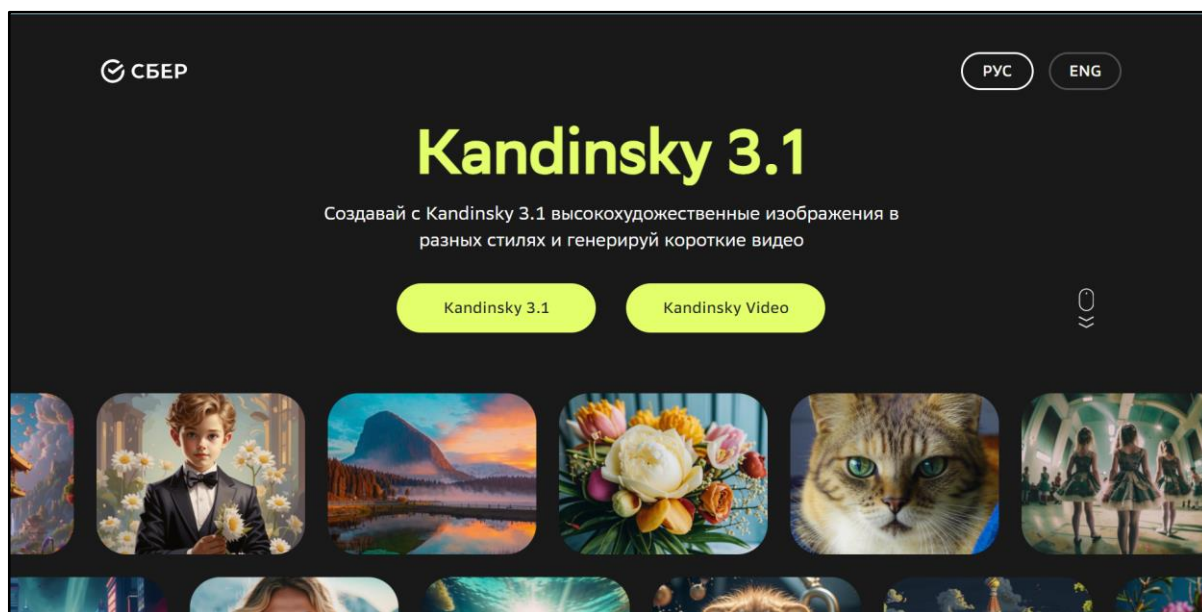 СБЕР
РУС
ENG
Kandinsky 3.1
Создавай с Kandinsky 3.1 высокохудожественные изображения в
разных стилях и генерируй короткие видео
Kandinsky 3.1
Kandinsky Video